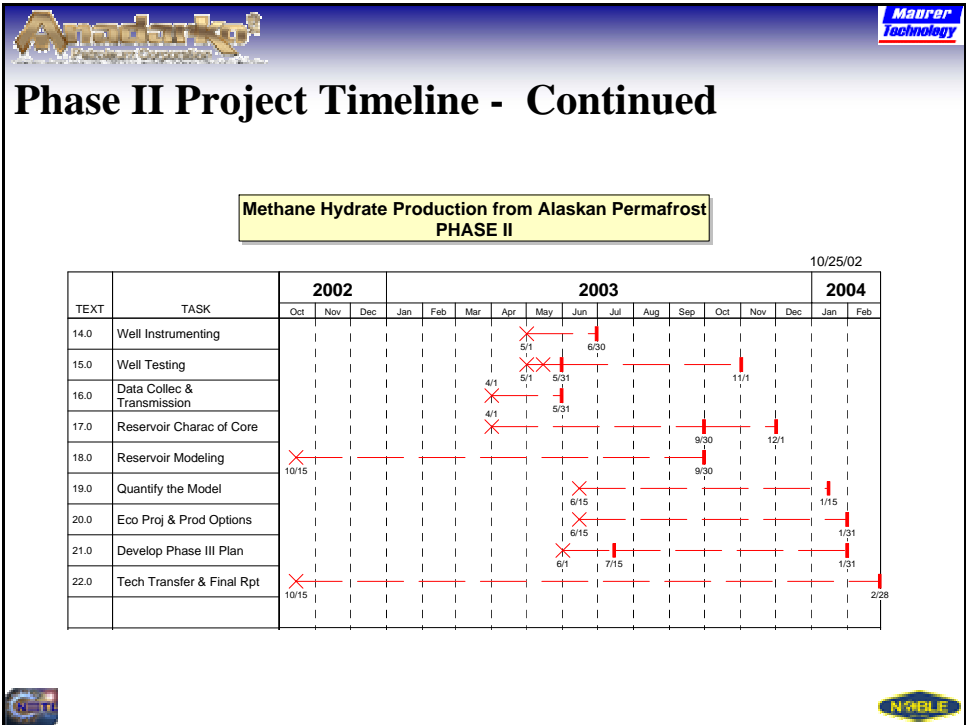 Anadarko
Petroleum Corporation
Maurer
Technology
Phase II Project Timeline - Continued
Methane Hydrate Production from Alaskan Permafrost
PHASE II
10/25/02
2002 2003 2004
TEXT TASK Oct Nov Dec Jan Feb Mar Apr May Jun Jul Aug Sep Oct Nov Dec Jan Feb
14.0 Well Instrumenting
5/1 6/30
15.0 Well Testing
5/1 5/31 11/1
16.0 Data Collec &
Transmission
4/1 5/31
17.0 Reservoir Charac of Core
4/1 9/30 12/1
18.0 Reservoir Modeling
10/15 9/30
19.0 Quantify the Model
6/15 1/15
20.0 Eco Proj & Prod Options
6/15 1/31
21.0 Develop Phase III Plan
6/1 7/15 1/31
22.0 Tech Transfer & Final Rpt
10/15 2/28
NETL
NOBLE